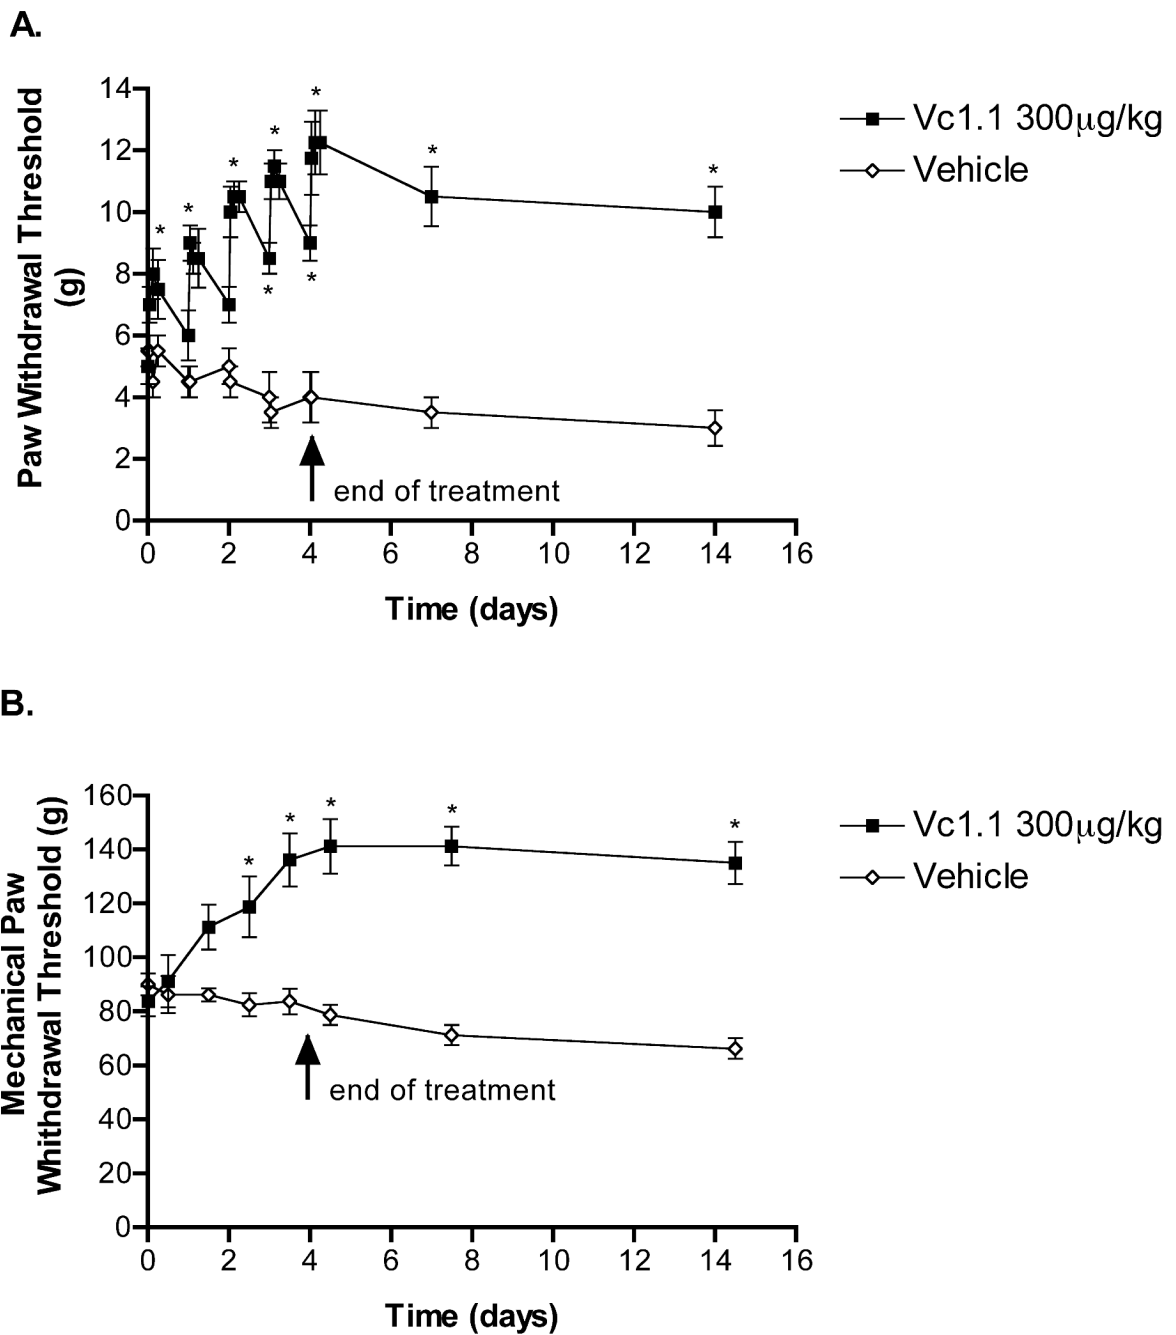 A.
Paw Withdrawal Threshold
(g)
14
12
10
8
6
4
2
0
* * * * * * * * *
Vc1.1 300μg/kg
Vehicle
end of treatment
0 2 4 6 8 10 12 14 16
Time (days)
B.
Mechanical Paw
Whithdrawal Threshold (g)
160
140
120
100
80
60
40
20
0
* * * * *
Vc1.1 300μg/kg
Vehicle
end of treatment
0 2 4 6 8 10 12 14 16
Time (days)